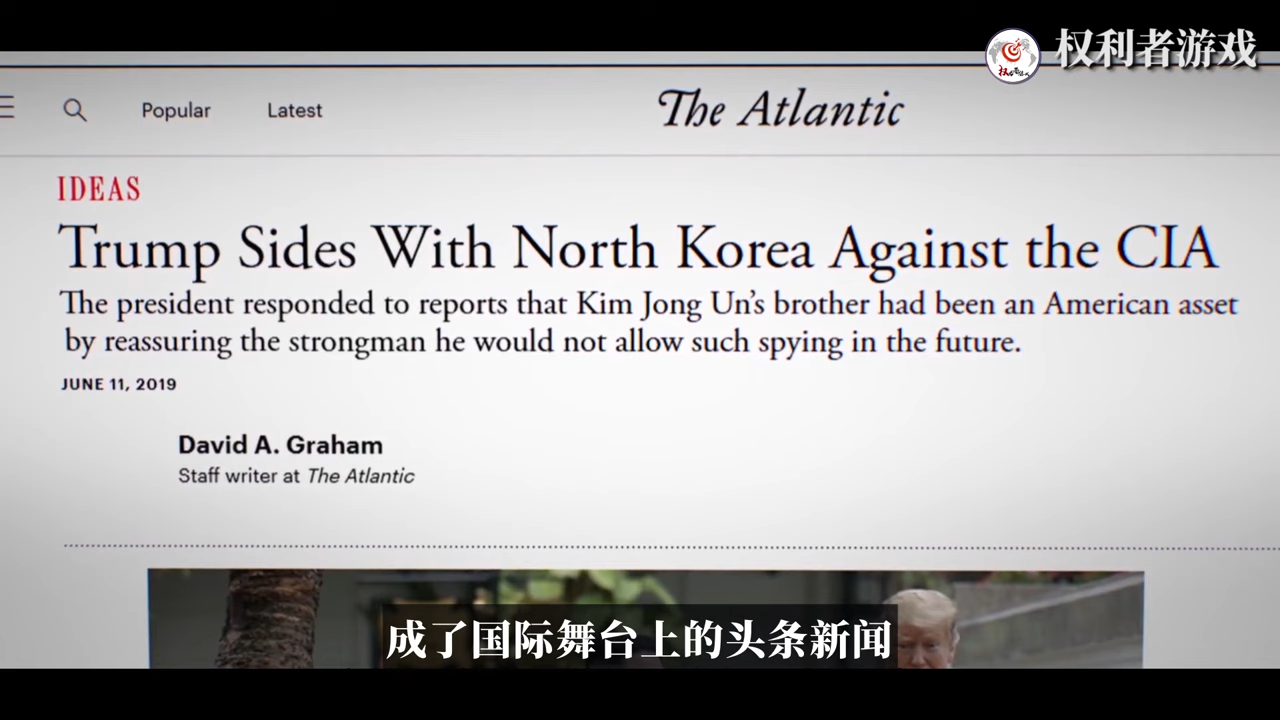 权利者游戏
Popular
Latest
The Atlantic
IDEAS
Trump Sides With North Korea Against the CIA
The president responded to reports that Kim Jong Un's brother had been an American asset
by reassuring the strongman he would not allow such spying in the future.
JUNE 11, 2019
David A. Graham
Staff writer at The Atlantic
成了国际舞台上的头条新闻